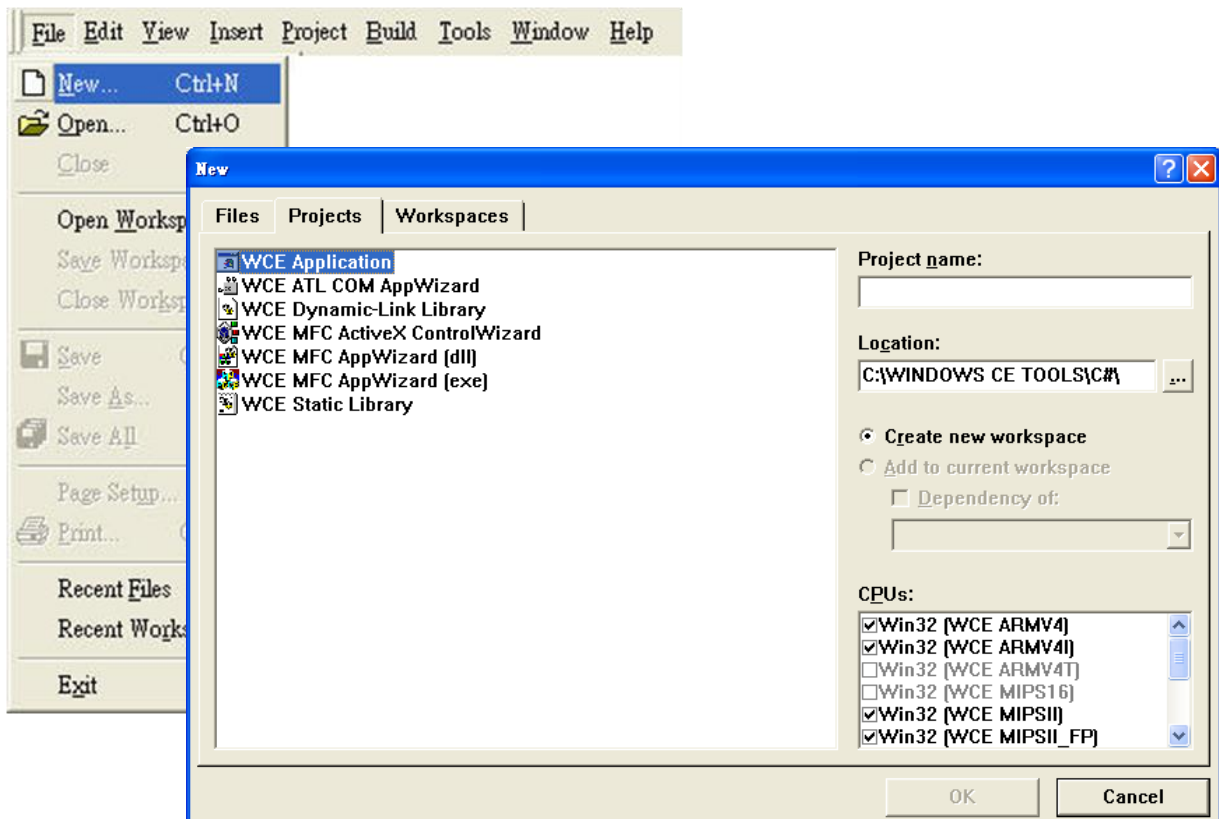 File Edit View Insert Project Build Tools Window Help
New... Ctrl+N
Open... Ctrl+O
Close
Open Worksp
Save Worksp
Close Worksp
Save
Save As...
Save All
Page Setup...
Print...
Recent Files
Recent Works
Exit
New
Files Projects Workspaces
WCE Application
WCE ATL COM AppWizard
WCE Dynamic-Link Library
WCE MFC ActiveX ControlWizard
WCE MFC AppWizard (dll)
WCE MFC AppWizard (exe)
WCE Static Library
Project name:
Location:
C:\WINDOWS CE TOOLS\C#\
...
Create new workspace
Add to current workspace
Dependency of:
CPUs:
Win32 (WCE ARMV4)
Win32 (WCE ARMV4I)
Win32 (WCE ARMV4T)
Win32 (WCE MIPS16)
Win32 (WCE MIPSII)
Win32 (WCE MIPSII_FP)
OK Cancel